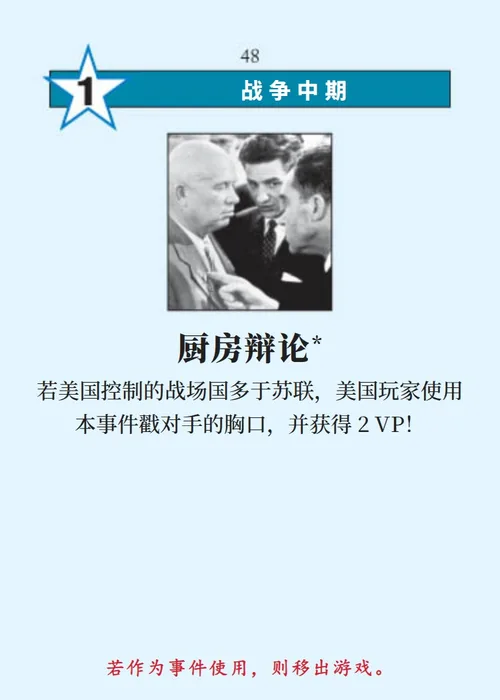 48
1
战争中期
厨房辩论*
若美国控制的战场国多于苏联，美国玩家使用
本事件戳对手的胸口，并获得 2 VP！
若作为事件使用，则移出游戏。